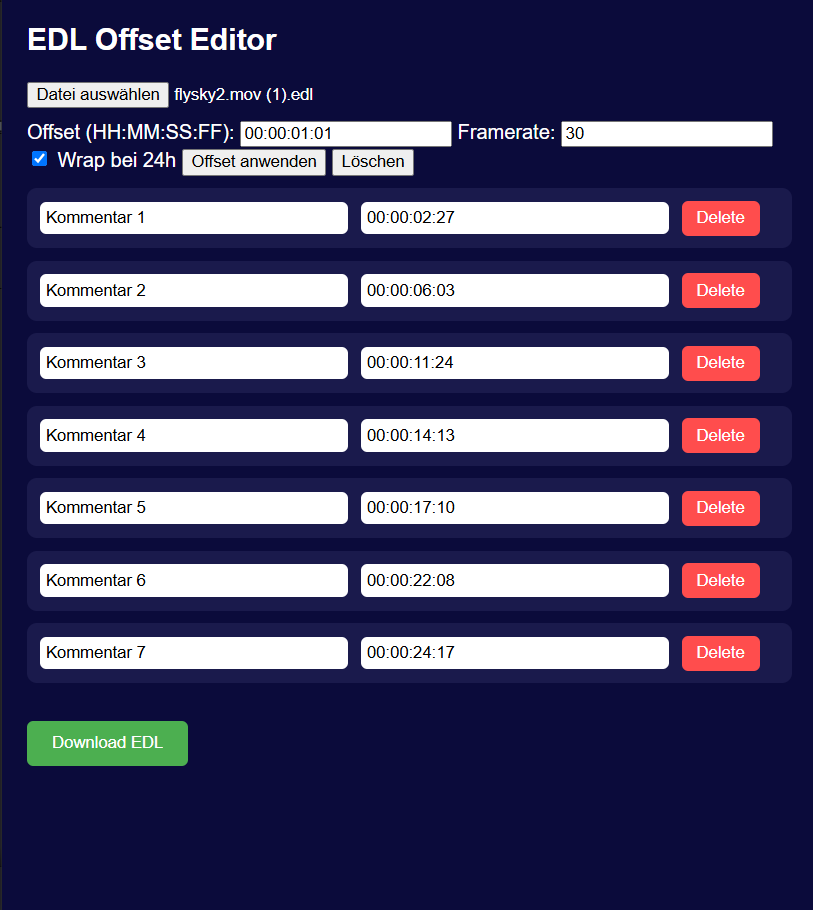 EDL Offset Editor
Datei auswählen flysky2.mov (1).edl
Offset (HH:MM:SS:FF): 00:00:01:01 Framerate: 30
Wrap bei 24h Offset anwenden Löschen
Kommentar 1 00:00:02:27 Delete
Kommentar 2 00:00:06:03 Delete
Kommentar 3 00:00:11:24 Delete
Kommentar 4 00:00:14:13 Delete
Kommentar 5 00:00:17:10 Delete
Kommentar 6 00:00:22:08 Delete
Kommentar 7 00:00:24:17 Delete
Download EDL